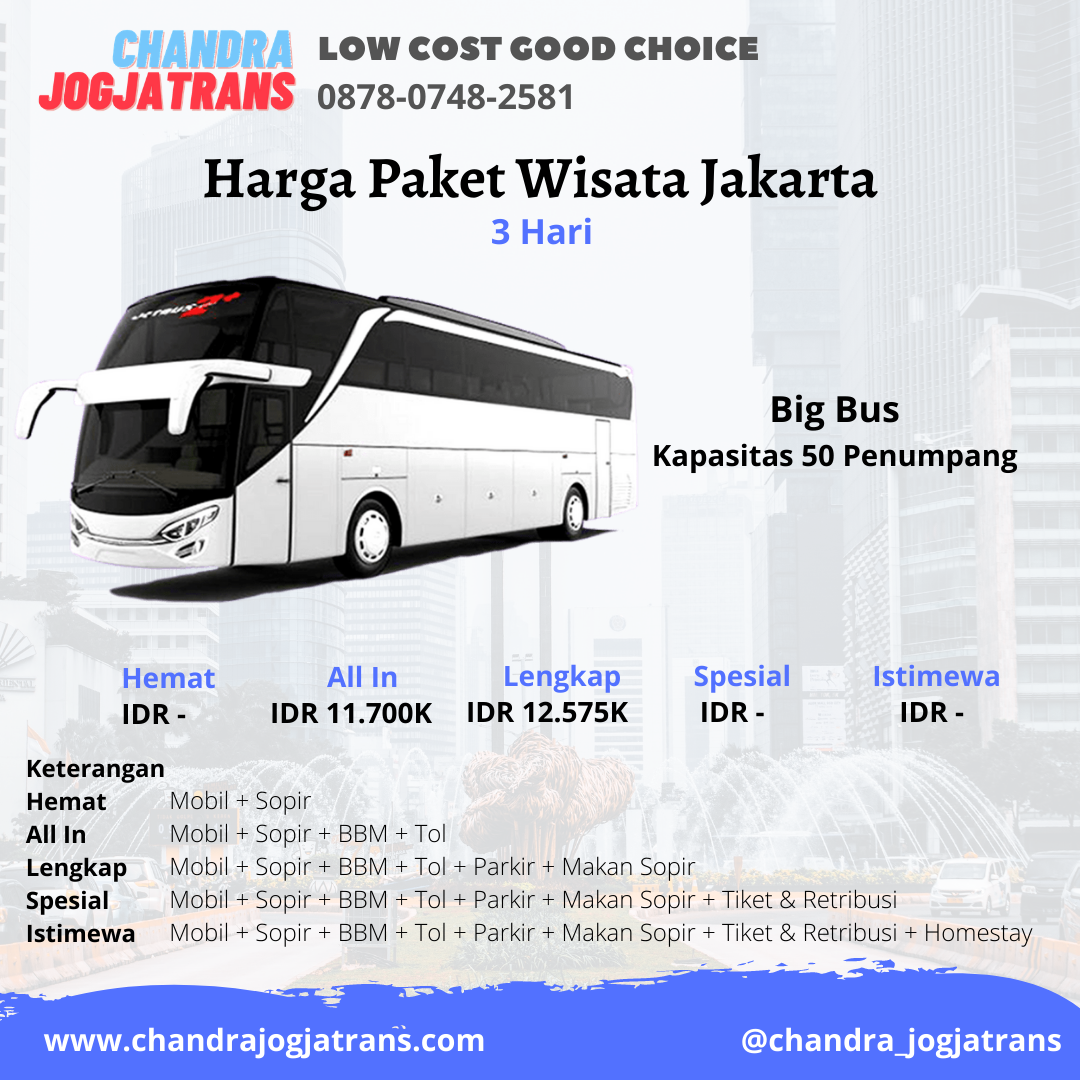 CHANDRA
JOGJATRANS
LOW COST GOOD CHOICE
0878-0748-2581
Harga Paket Wisata Jakarta
3 Hari
Big Bus
Kapasitas 50 Penumpang
Hemat All In Lengkap Spesial Istimewa
IDR - IDR 11.700K IDR 12.575K IDR - IDR -
Keterangan
Hemat Mobil + Sopir
All In Mobil + Sopir + BBM + Tol
Lengkap Mobil + Sopir + BBM + Tol + Parkir + Makan Sopir
Spesial Mobil + Sopir + BBM + Tol + Parkir + Makan Sopir + Tiket & Retribusi
Istimewa Mobil + Sopir + BBM + Tol + Parkir + Makan Sopir + Tiket & Retribusi + Homestay
www.chandrajogjatrans.com @chandra_jogjatrans